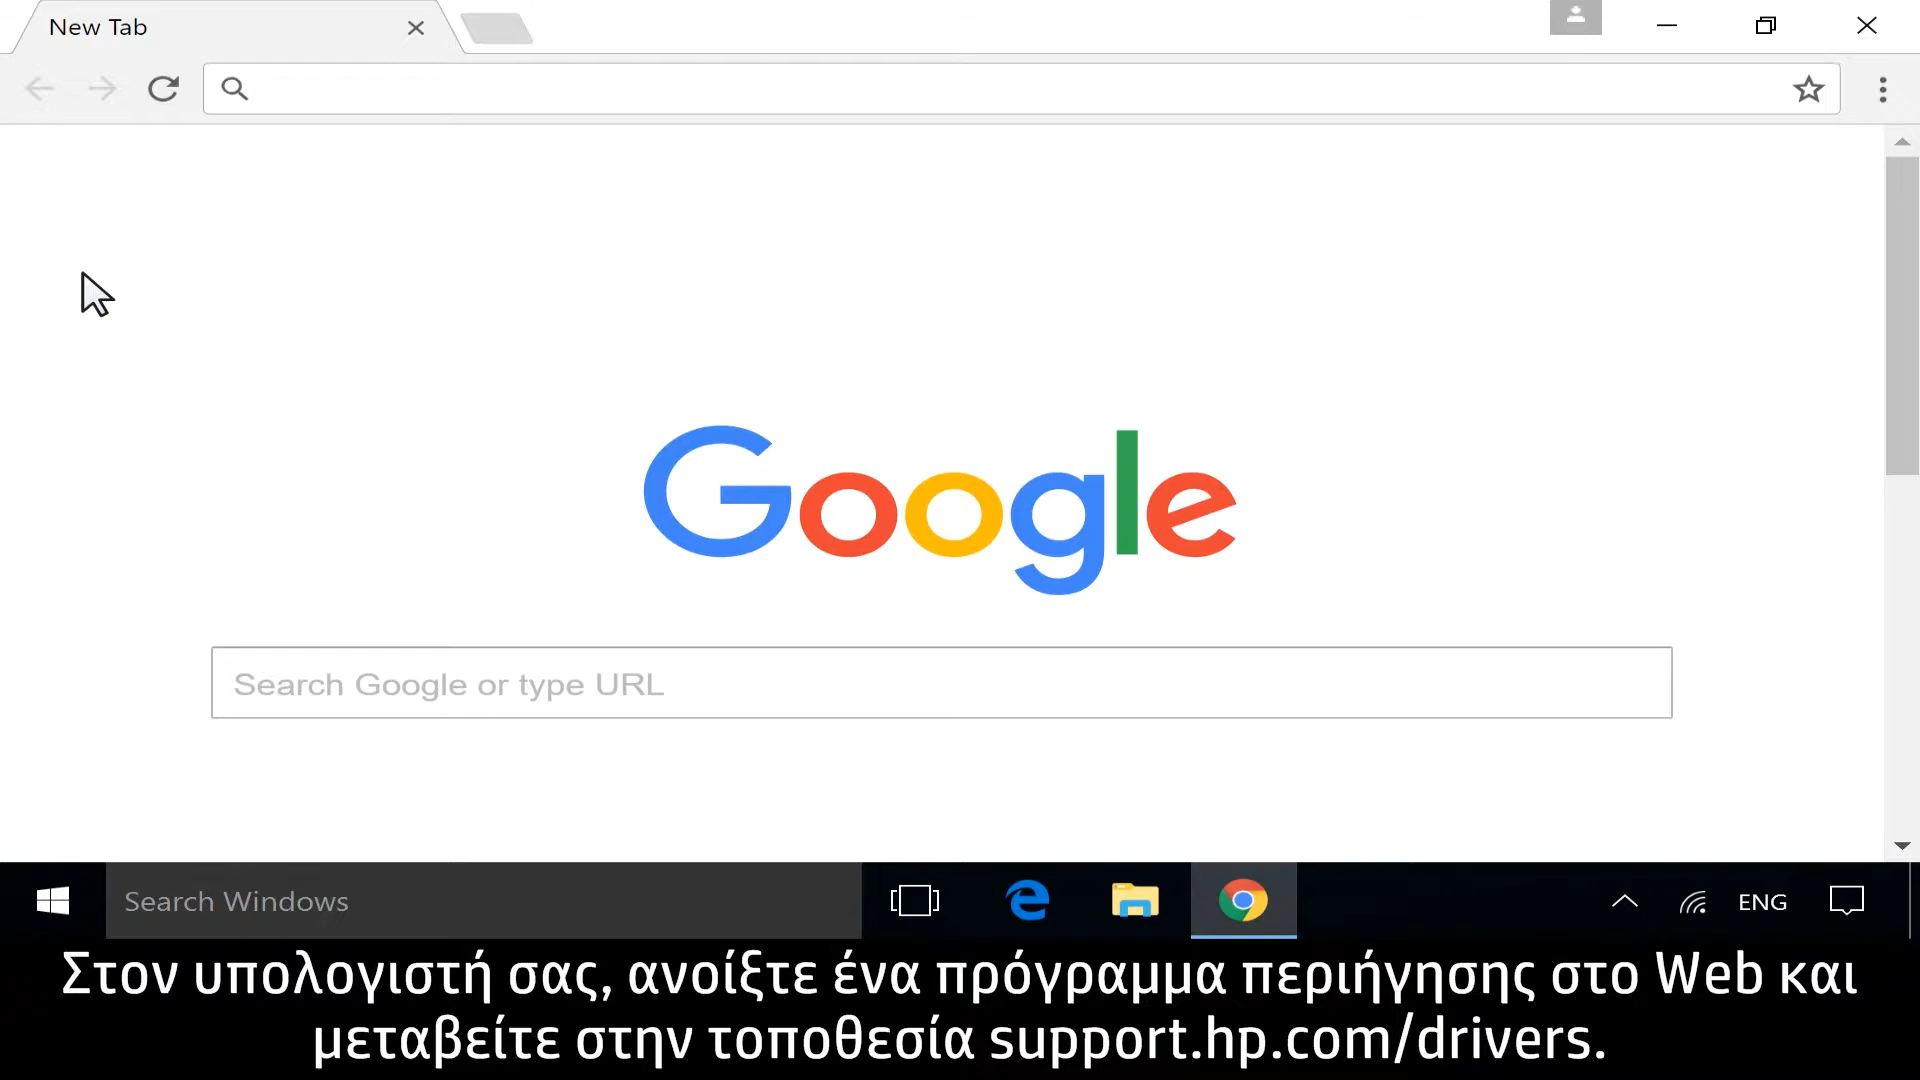 New Tab
Google
Search Google or type URL
Search Windows
ENG
Στον υπολογιστή σας, ανοίξτε ένα πρόγραμμα περιήγησης στο Web και
μεταβείτε στην τοποθεσία support.hp.com/drivers.